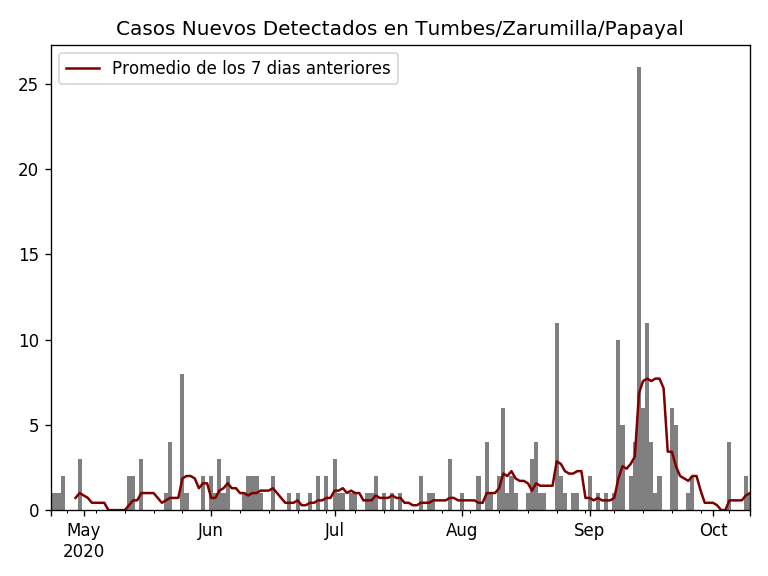 Casos Nuevos Detectados en Tumbes/Zarumilla/Papayal
Promedio de los 7 dias anteriores
25
20
15
10
5
0
May Jun Jul Aug Sep Oct
2020